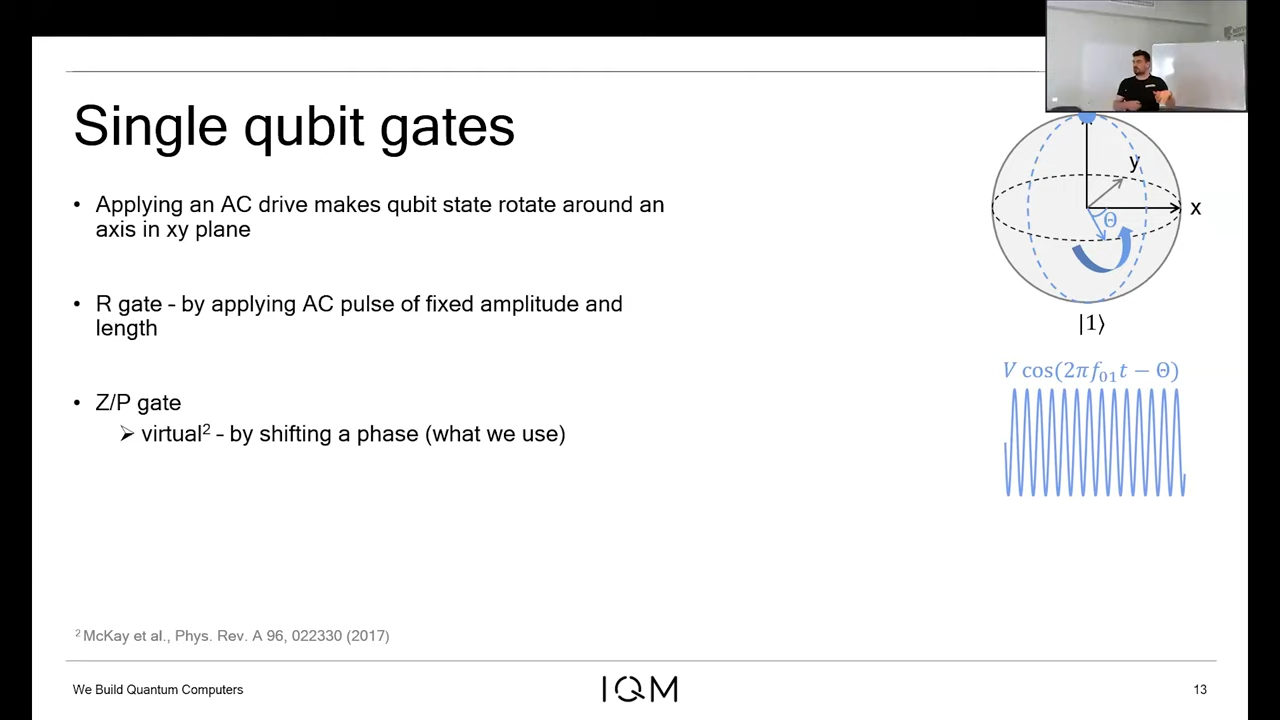 Single qubit gates
• Applying an AC drive makes qubit state rotate around an
axis in xy plane
• R gate - by applying AC pulse of fixed amplitude and
length
• Z/P gate
➢ virtual² - by shifting a phase (what we use)
y
x
Θ
|1⟩
V cos(2πf₀₁t − Θ)
² McKay et al., Phys. Rev. A 96, 022330 (2017)
We Build Quantum Computers
IQM
13